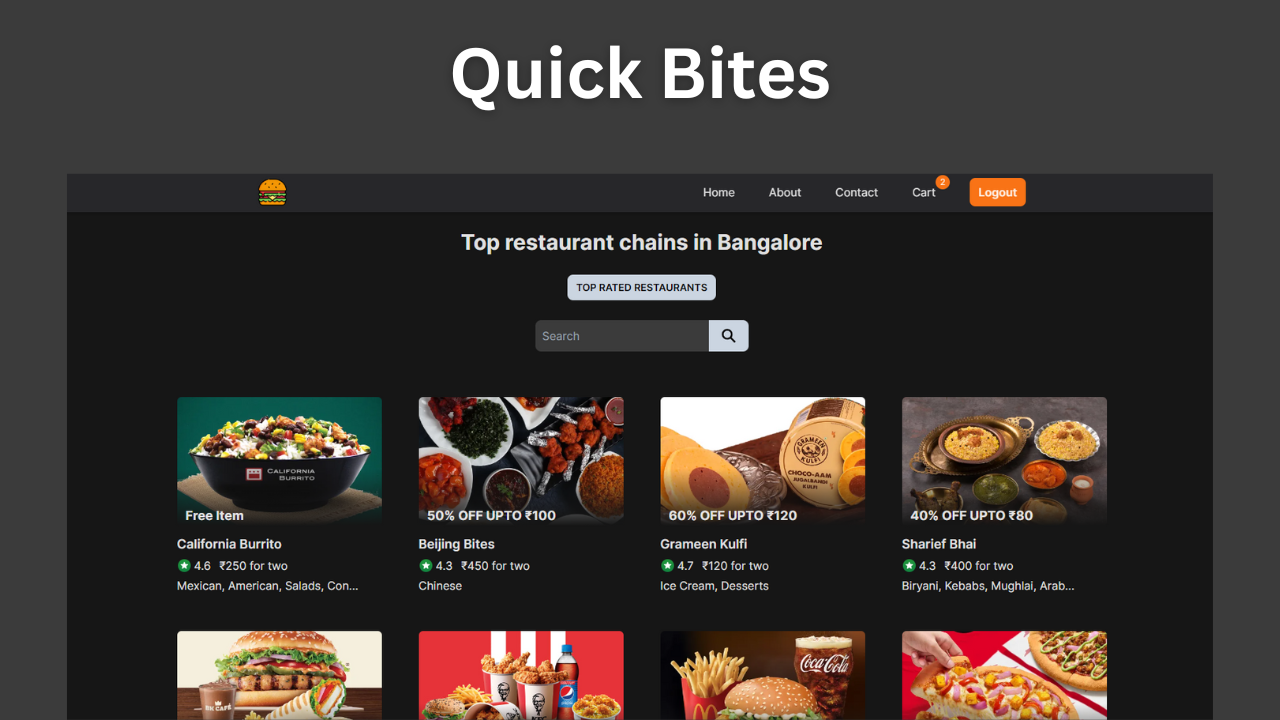 Quick Bites
Home About Contact Cart 2 Logout
Top restaurant chains in Bangalore
TOP RATED RESTAURANTS
Search
CALIFORNIA
BURRITO
GRAMEEN
KULFI
CHOCO-AAM
JUGALBANDI
KULFI
Free Item
50% OFF UPTO ₹100
60% OFF UPTO ₹120
40% OFF UPTO ₹80
California Burrito
4.6 ₹250 for two
Mexican, American, Salads, Con...
Beijing Bites
4.3 ₹450 for two
Chinese
Grameen Kulfi
4.7 ₹120 for two
Ice Cream, Desserts
Sharief Bhai
4.3 ₹400 for two
Biryani, Kebabs, Mughlai, Arab...
BK CAFÉ
KFC
KFC
Coca-Cola